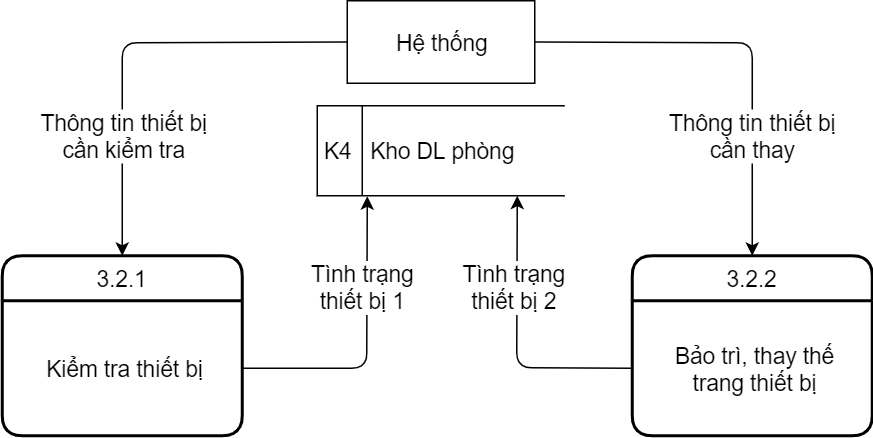 Hệ thống
Thông tin thiết bị
cần kiểm tra
Thông tin thiết bị
cần thay
K4
Kho DL phòng
3.2.1
Tình trạng
thiết bị 1
Tình trạng
thiết bị 2
3.2.2
Kiểm tra thiết bị
Bảo trì, thay thế
trang thiết bị